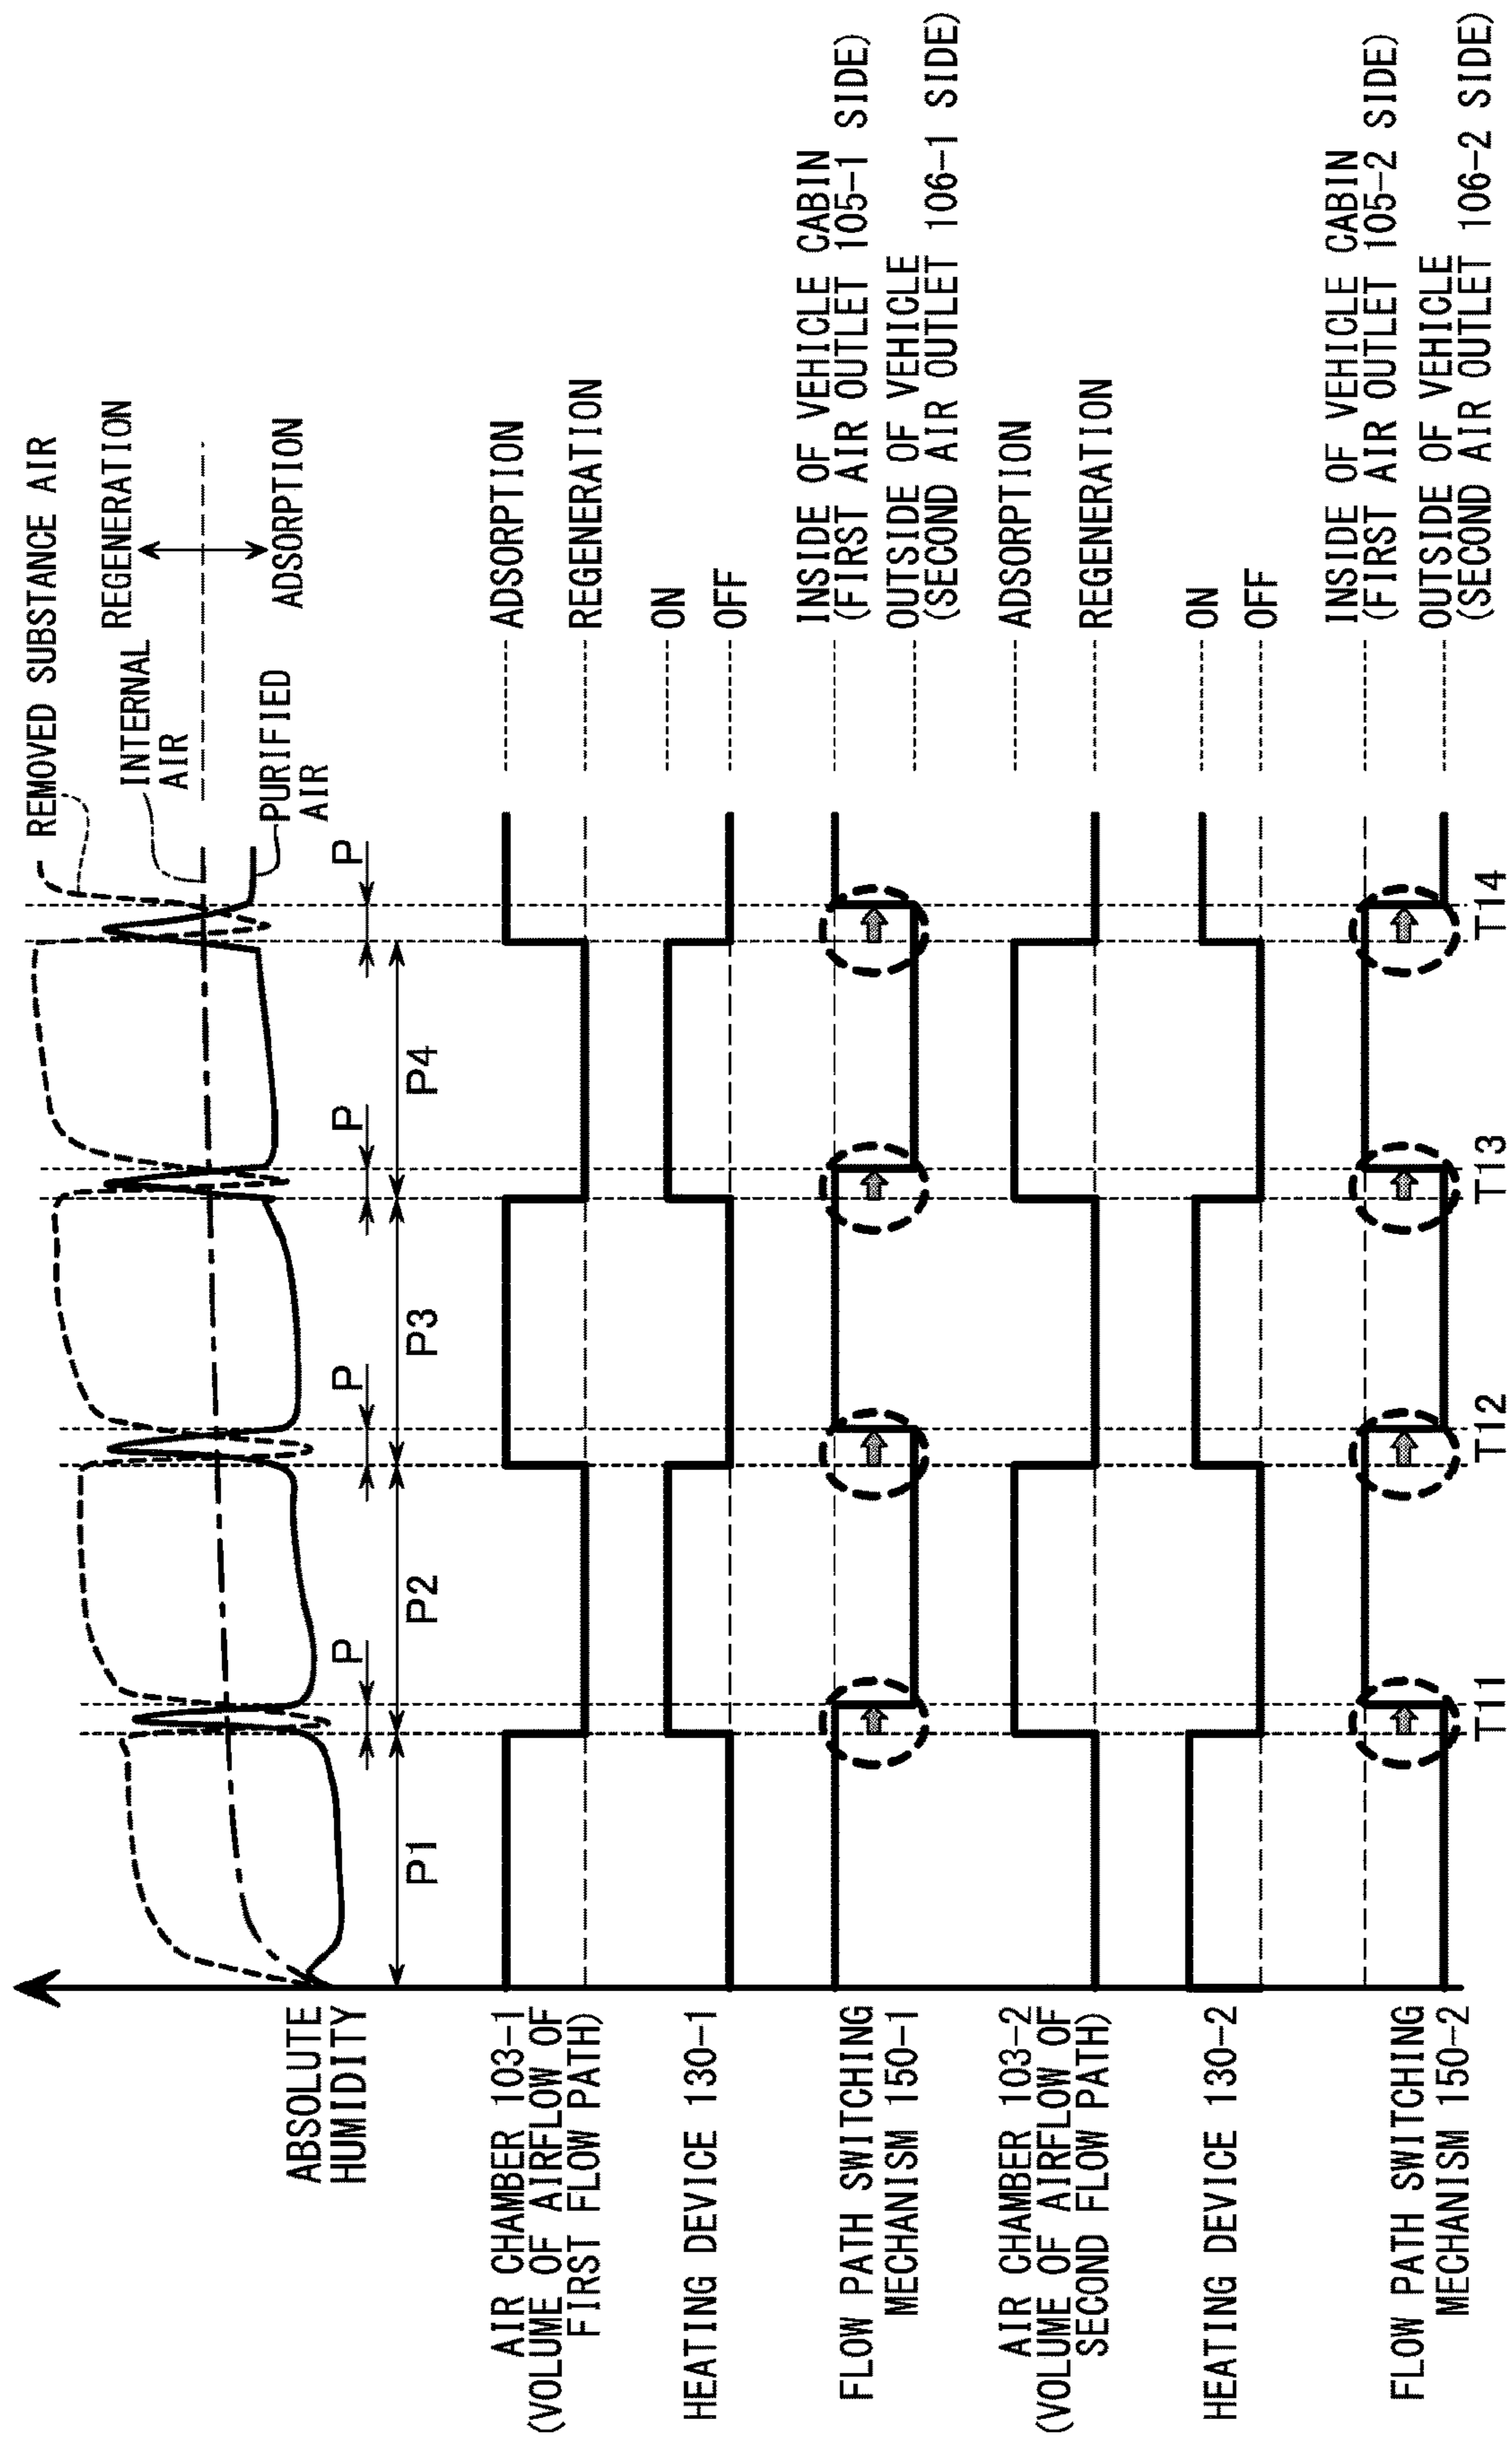 REMOVED SUBSTANCE AIR
REGENERATION
INTERNAL
AIR
ADSORPTION
PURIFIED
AIR
ABSOLUTE
HUMIDITY
P
P
P
P
P1
P2
P3
P4
AIR CHAMBER 103-1
(VOLUME OF AIRFLOW OF
FIRST FLOW PATH)
ADSORPTION
REGENERATION
HEATING DEVICE 130-1
ON
OFF
FLOW PATH SWITCHING
MECHANISM 150-1
INSIDE OF VEHICLE CABIN
(FIRST AIR OUTLET 105-1 SIDE)
OUTSIDE OF VEHICLE
(SECOND AIR OUTLET 106-1 SIDE)
AIR CHAMBER 103-2
(VOLUME OF AIRFLOW OF
SECOND FLOW PATH)
ADSORPTION
REGENERATION
HEATING DEVICE 130-2
ON
OFF
FLOW PATH SWITCHING
MECHANISM 150-2
INSIDE OF VEHICLE CABIN
(FIRST AIR OUTLET 105-2 SIDE)
OUTSIDE OF VEHICLE
(SECOND AIR OUTLET 106-2 SIDE)
T11
T12
T13
T14